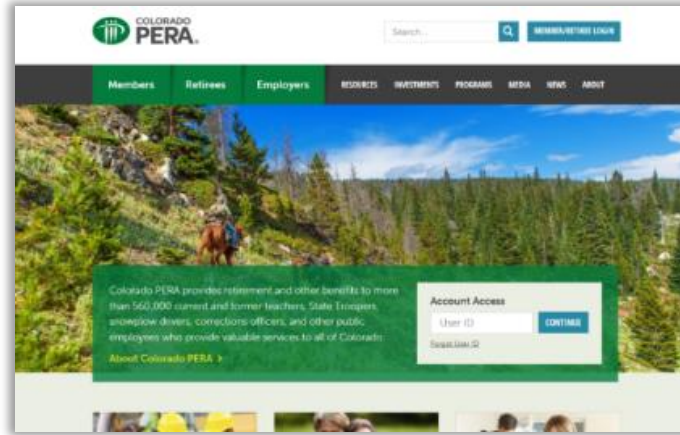 COLORADO
PERA
Search...
MEMBER/RETIREE LOGIN
Members Retirees Employers RESOURCES INVESTMENTS PROGRAMS MEDIA NEWS ABOUT
Colorado PERA provides retirement and other benefits to more
than 560,000 current and former teachers, State Troopers,
snowplow drivers, corrections officers, and other public
employees who provide valuable services to all of Colorado.
About Colorado PERA >
Account Access
User ID CONTINUE
Forgot User ID